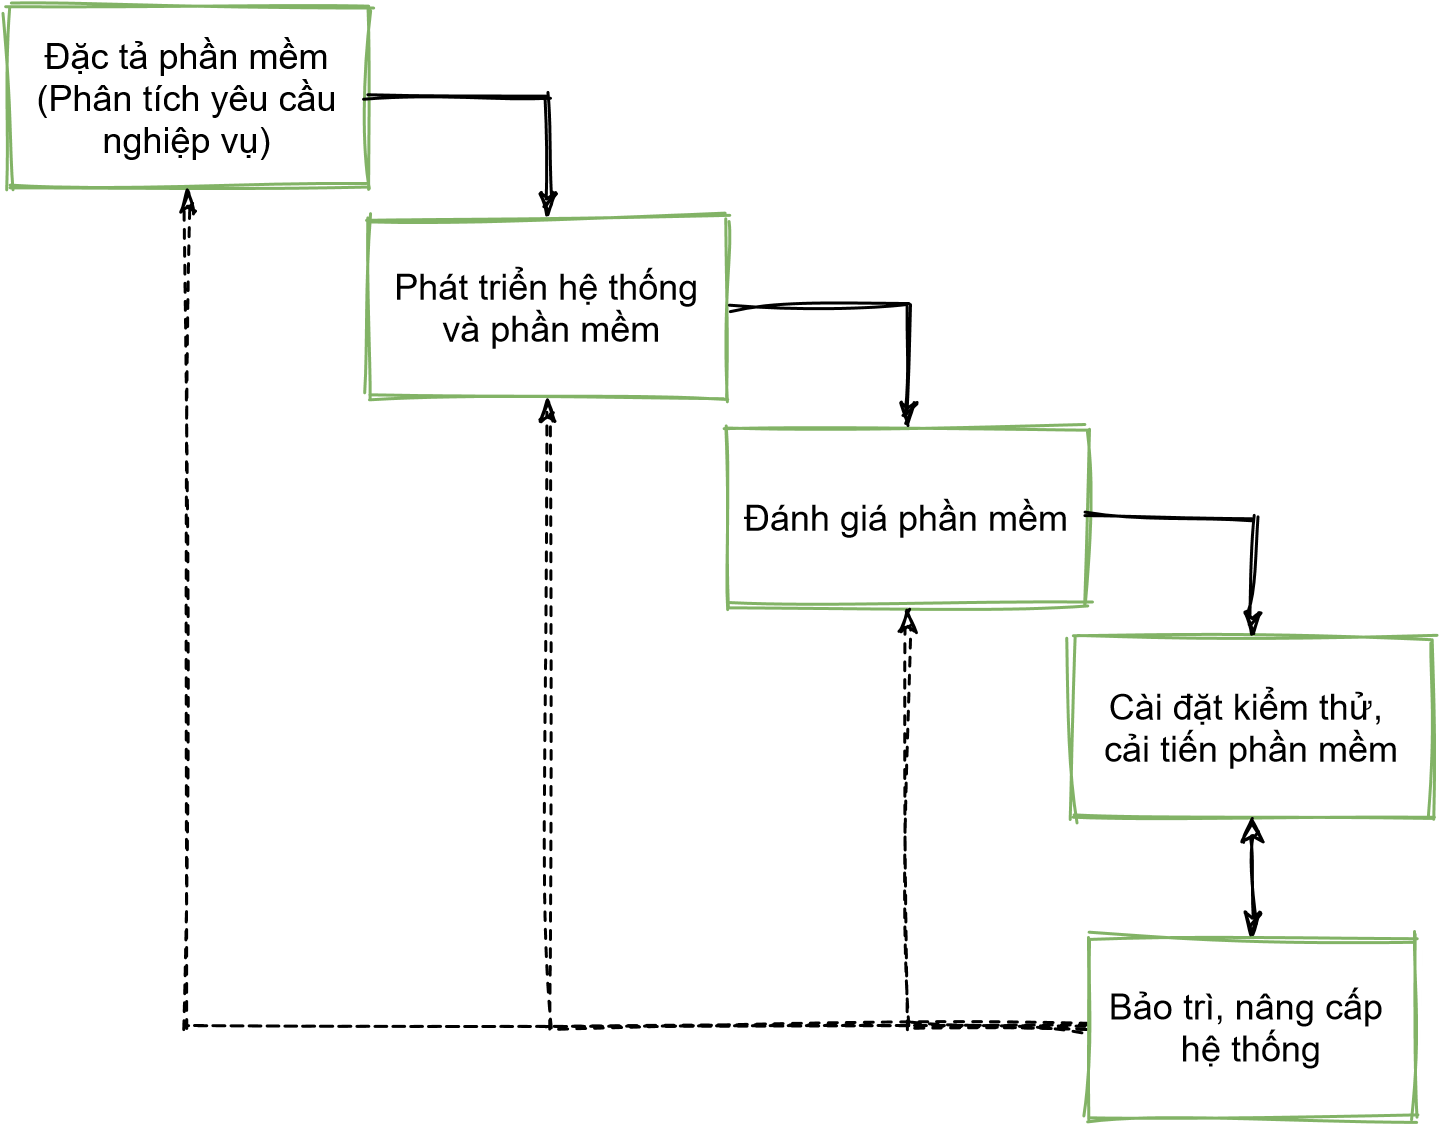 Đặc tả phần mềm
(Phân tích yêu cầu
nghiệp vụ)
Phát triển hệ thống
và phần mềm
Đánh giá phần mềm
Cài đặt kiểm thử,
cải tiến phần mềm
Bảo trì, nâng cấp
hệ thống